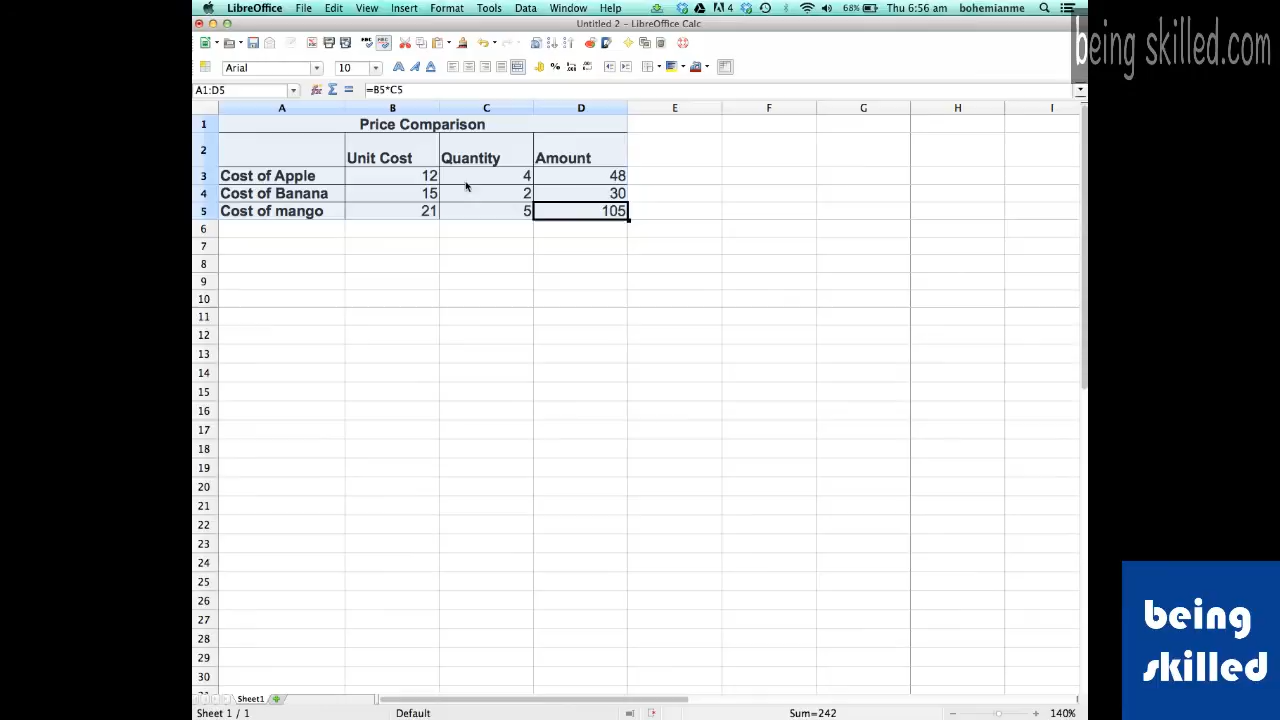 LibreOffice File Edit View Insert Format Tools Data Window Help 4 68% Thu 6:56 am bohemianme
being skilled.com
Untitled 2 – LibreOffice Calc
Arial 10
A1:D5 =B5*C5
A B C D E F G H I
1 Price Comparison
2 Unit Cost Quantity Amount
3 Cost of Apple 12 4 48
4 Cost of Banana 15 2 30
5 Cost of mango 21 5 105
6
7
8
9
10
11
12
13
14
15
16
17
18
19
20
21
22
23
24
25
26
27
28
29
30
being
skilled
Sheet1
Sheet 1 / 1 Default Sum=242 140%